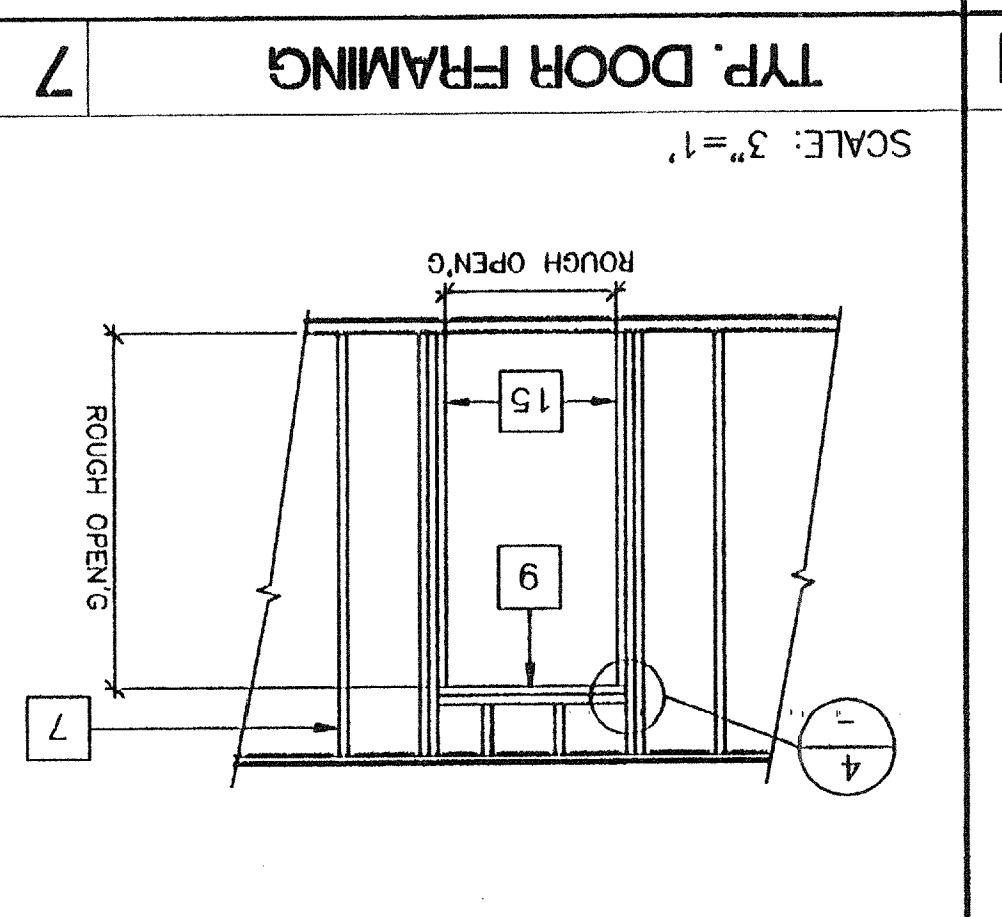 4
-
7
6
ROUGH OPEN'G
15
ROUGH OPEN'G
SCALE: 3"=1'
TYP. DOOR FRAMING
7